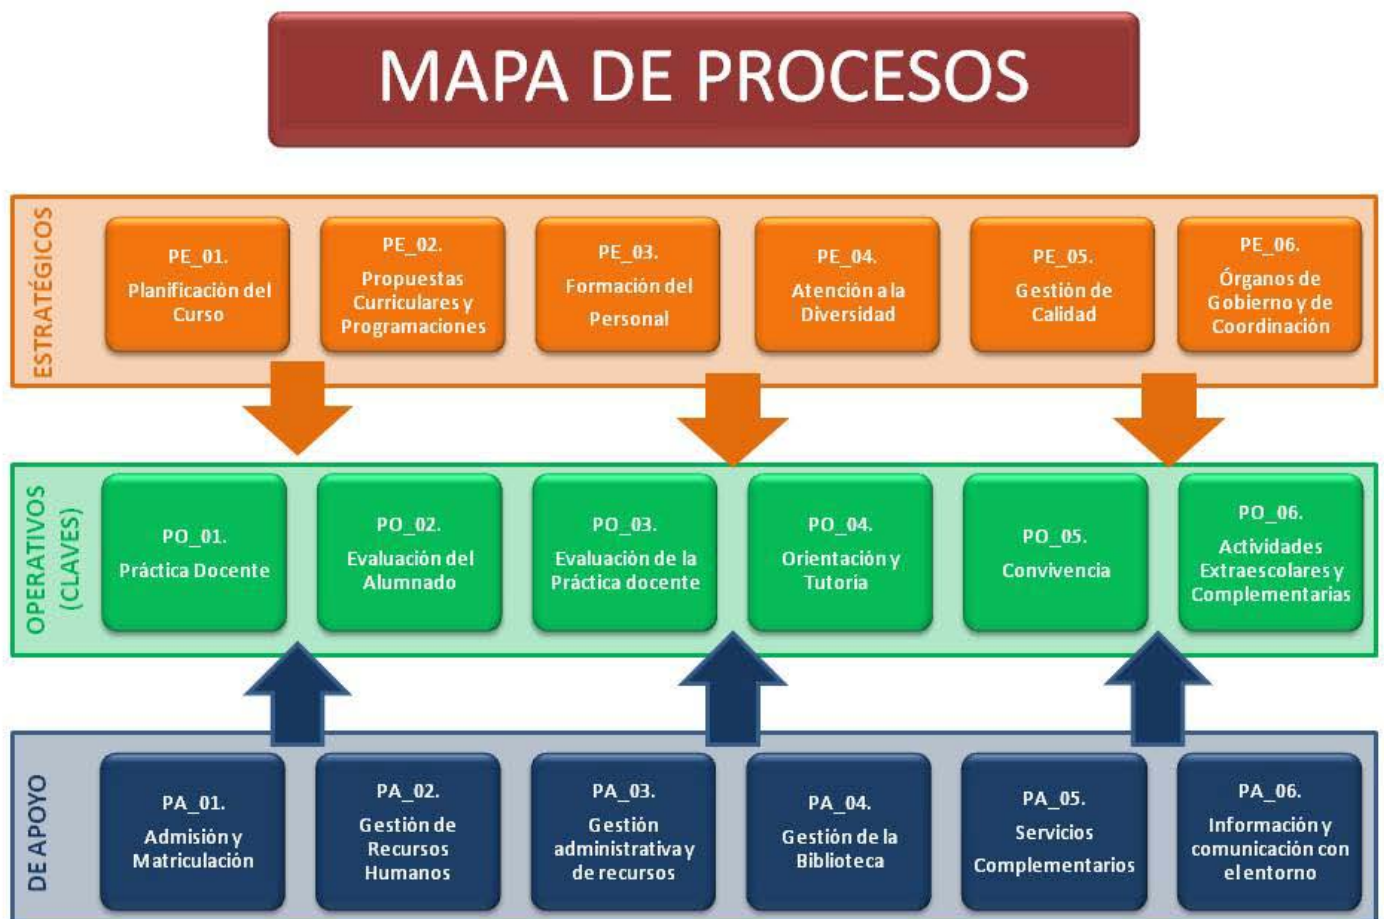 MAPA DE PROCESOS
ESTRATÉGICOS
PE_01.
Planificación del
Curso
PE_02.
Propuestas
Curriculares y
Programaciones
PE_03.
Formación del
Personal
PE_04.
Atención a la
Diversidad
PE_05.
Gestión de
Calidad
PE_06.
Órganos de
Gobierno y de
Coordinación
OPERATIVOS
(CLAVES)
PO_01.
Práctica Docente
PO_02.
Evaluación del
Alumnado
PO_03.
Evaluación de la
Práctica docente
PO_04.
Orientación y
Tutoría
PO_05.
Convivencia
PO_06.
Actividades
Extraescolares y
Complementarias
DE APOYO
PA_01.
Admisión y
Matriculación
PA_02.
Gestión de
Recursos
Humanos
PA_03.
Gestión
administrativa y
de recursos
PA_04.
Gestión de la
Biblioteca
PA_05.
Servicios
Complementarios
PA_06.
Información y
comunicación con
el entorno